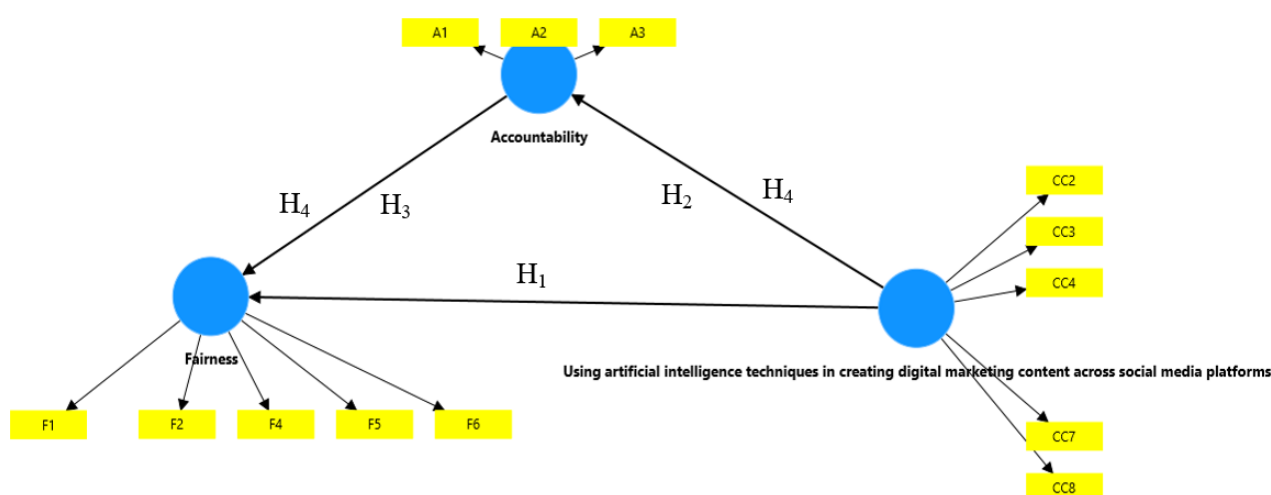 A1 A2 A3
Accountability
H₄ H₃ H₂ H₄
CC2
CC3
CC4
H₁
Fairness
Using artificial intelligence techniques in creating digital marketing content across social media platforms
F1 F2 F4 F5 F6
CC7
CC8